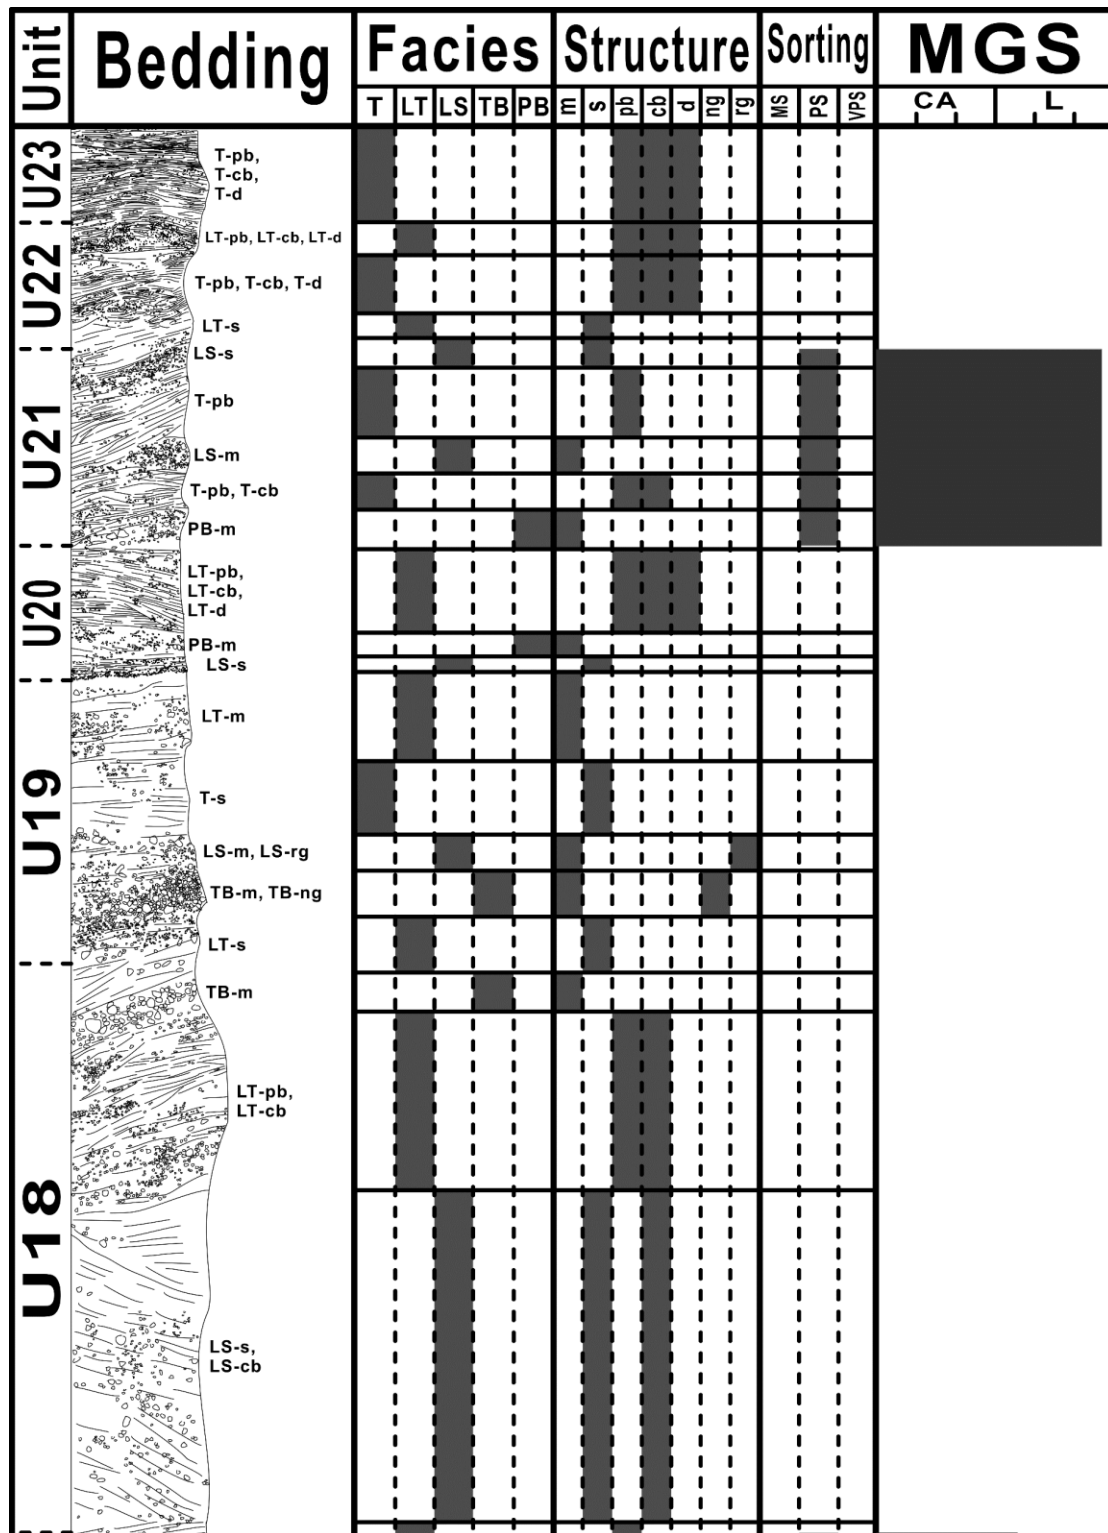 Unit Bedding Facies Structure Sorting MGS
T LT LS TB PB m s pb cb d ng rg MS PS VPS CA L
U23
T-pb,
T-cb,
T-d
U22
LT-pb, LT-cb, LT-d
T-pb, T-cb, T-d
LT-s
LS-s
U21
T-pb
LS-m
T-pb, T-cb
PB-m
U20
LT-pb,
LT-cb,
LT-d
PB-m
LS-s
U19
LT-m
T-s
LS-m, LS-rg
TB-m, TB-ng
LT-s
U18
TB-m
LT-pb,
LT-cb
LS-s,
LS-cb